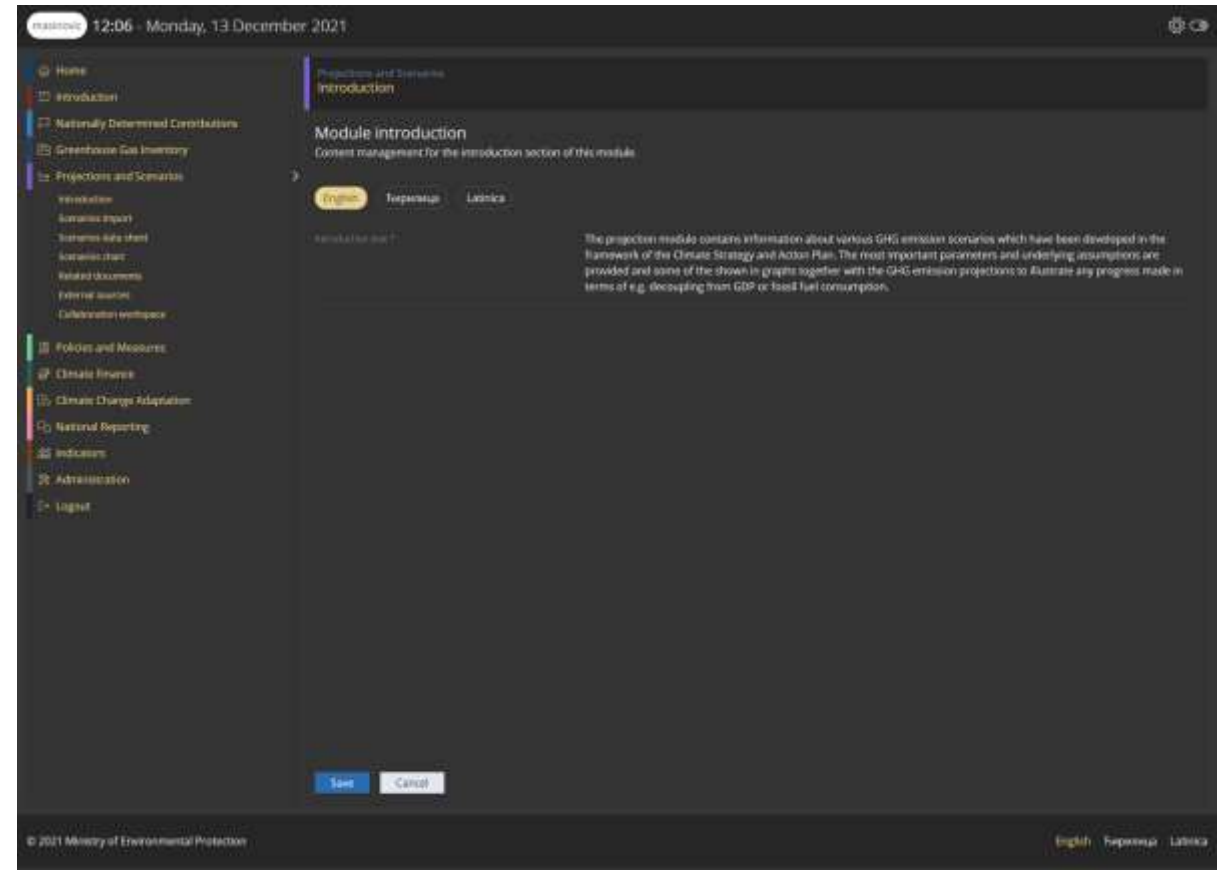 masinovic 12:06 - Monday, 13 December 2021
Home
Introduction
Nationally Determined Contributions
Greenhouse Gas Inventory
Projections and Scenarios
Introduction
Scenarios import
Scenarios data sheet
Scenarios chart
Related documents
External sources
Collaboration workspace
Policies and Measures
Climate Finance
Climate Change Adaptation
National Reporting
Indicators
Administration
Logout
Projections and Scenarios
Introduction
Module introduction
Content management for the introduction section of this module.
English Ћирилица Latinica
Introduction text *
The projection module contains information about various GHG emission scenarios which have been developed in the
framework of the Climate Strategy and Action Plan. The most important parameters and underlying assumptions are
provided and some of the shown in graphs together with the GHG emission projections to illustrate any progress made in
terms of e.g. decoupling from GDP or fossil fuel consumption.
Save Cancel
© 2021 Ministry of Environmental Protection
English Ћирилица Latinica